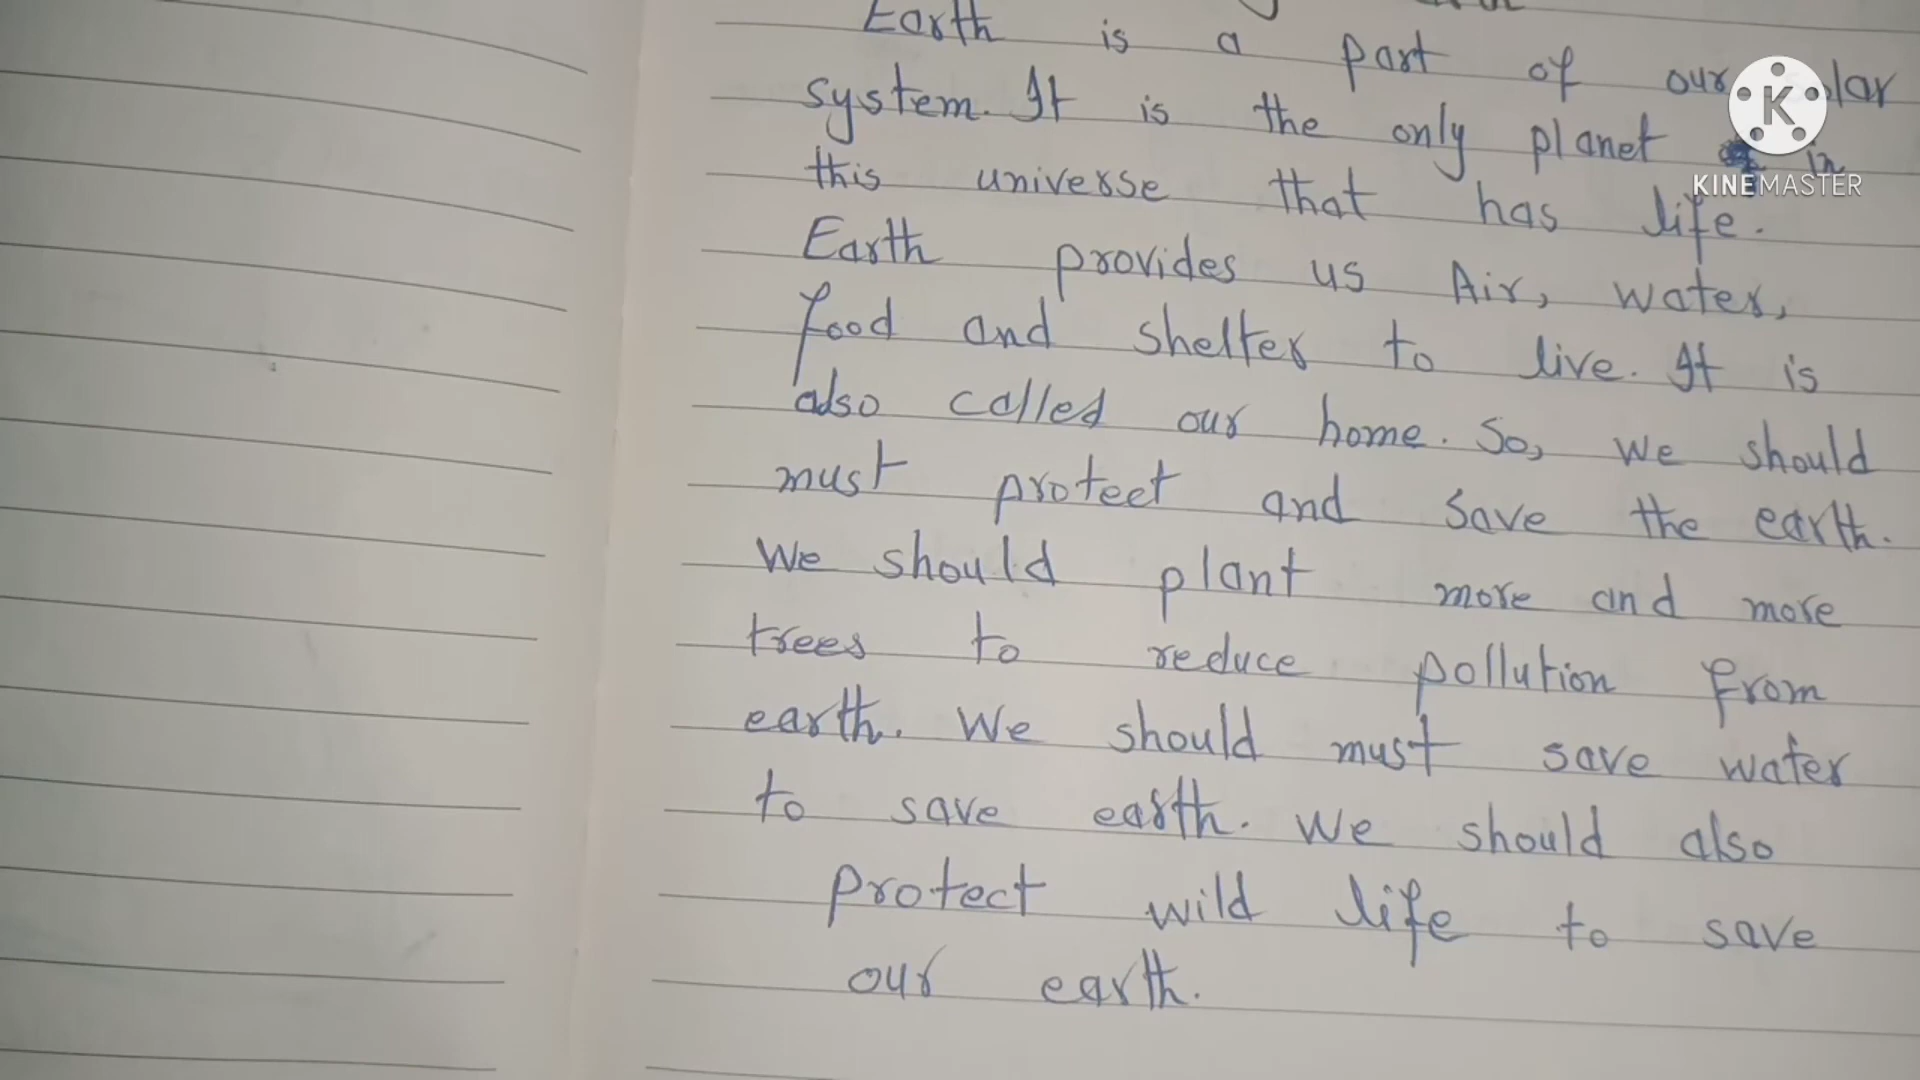 Earth is a part of our solar
system. It is the only planet in
this universe that has life.
Earth provides us Air, water,
food and shelter to live. It is
also called our home. So, we should
must protect and save the earth.
We should plant more and more
trees to reduce pollution from
earth. We should must save water
to save earth. We should also
protect wild life to save
our earth.
K
KINEMASTER